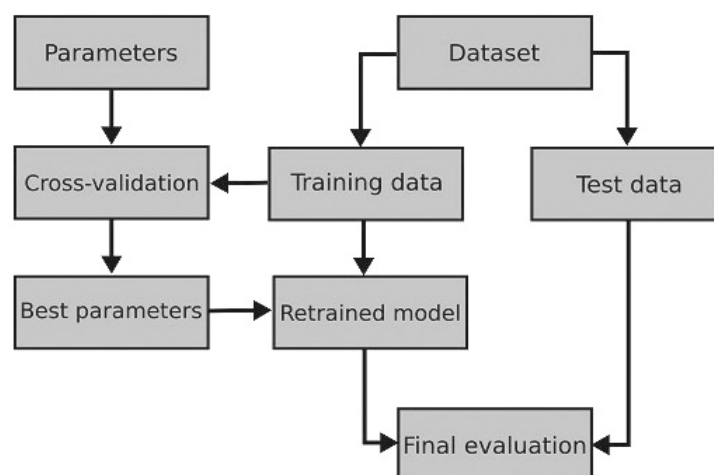 Parameters
Dataset
Cross-validation
Training data
Test data
Best parameters
Retrained model
Final evaluation